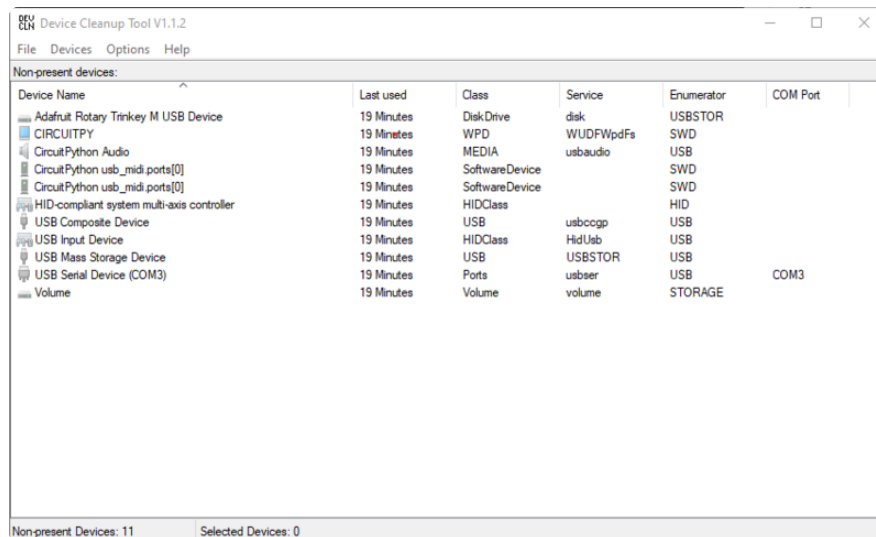 DEV CLN Device Cleanup Tool V1.1.2
File Devices Options Help
Non-present devices:
Device Name Last used Class Service Enumerator COM Port
Adafruit Rotary Trinkey M USB Device 19 Minutes DiskDrive disk USBSTOR
CIRCUITPY 19 Minutes WPD WUDFWpdFs SWD
CircuitPython Audio 19 Minutes MEDIA usbaudio USB
CircuitPython usb_midi.ports[0] 19 Minutes SoftwareDevice SWD
CircuitPython usb_midi.ports[0] 19 Minutes SoftwareDevice SWD
HID-compliant system multi-axis controller 19 Minutes HIDClass HID
USB Composite Device 19 Minutes USB usbccgp USB
USB Input Device 19 Minutes HIDClass HidUsb USB
USB Mass Storage Device 19 Minutes USB USBSTOR USB
USB Serial Device (COM3) 19 Minutes Ports usbser USB COM3
Volume 19 Minutes Volume volume STORAGE
Non-present Devices: 11 Selected Devices: 0